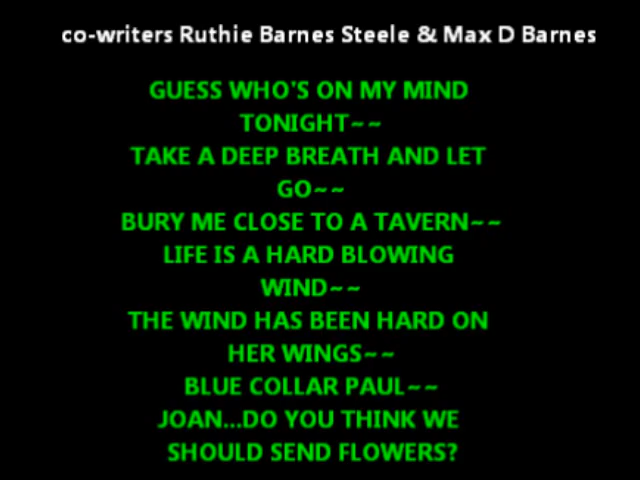 co-writers Ruthie Barnes Steele & Max D Barnes
GUESS WHO'S ON MY MIND
TONIGHT~~
TAKE A DEEP BREATH AND LET
GO~~
BURY ME CLOSE TO A TAVERN~~
LIFE IS A HARD BLOWING
WIND~~
THE WIND HAS BEEN HARD ON
HER WINGS~~
BLUE COLLAR PAUL~~
JOAN...DO YOU THINK WE
SHOULD SEND FLOWERS?